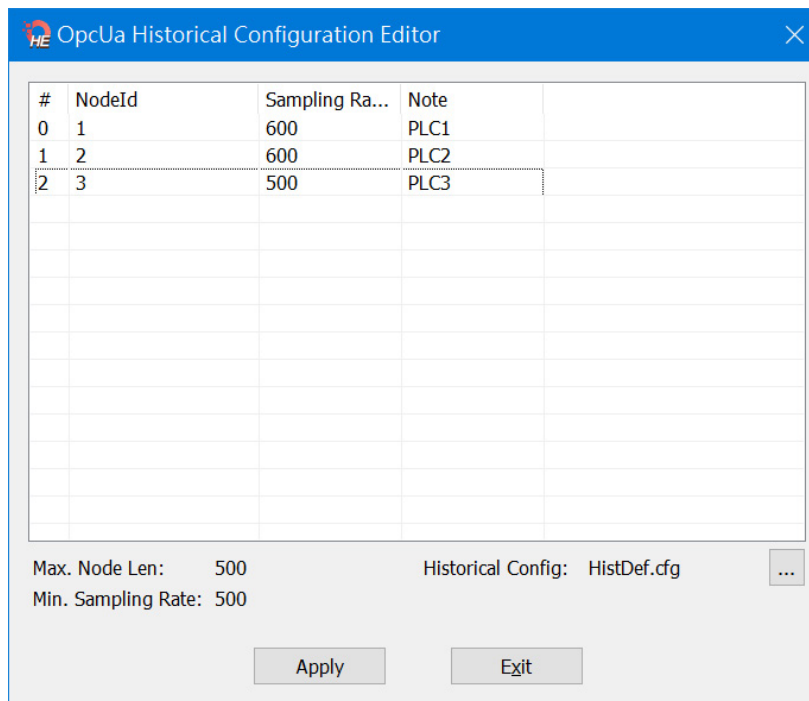 HE OpcUa Historical Configuration Editor
# NodeId Sampling Ra... Note
0 1 600 PLC1
1 2 600 PLC2
2 3 500 PLC3
Max. Node Len: 500 Historical Config: HistDef.cfg ...
Min. Sampling Rate: 500
Apply Exit